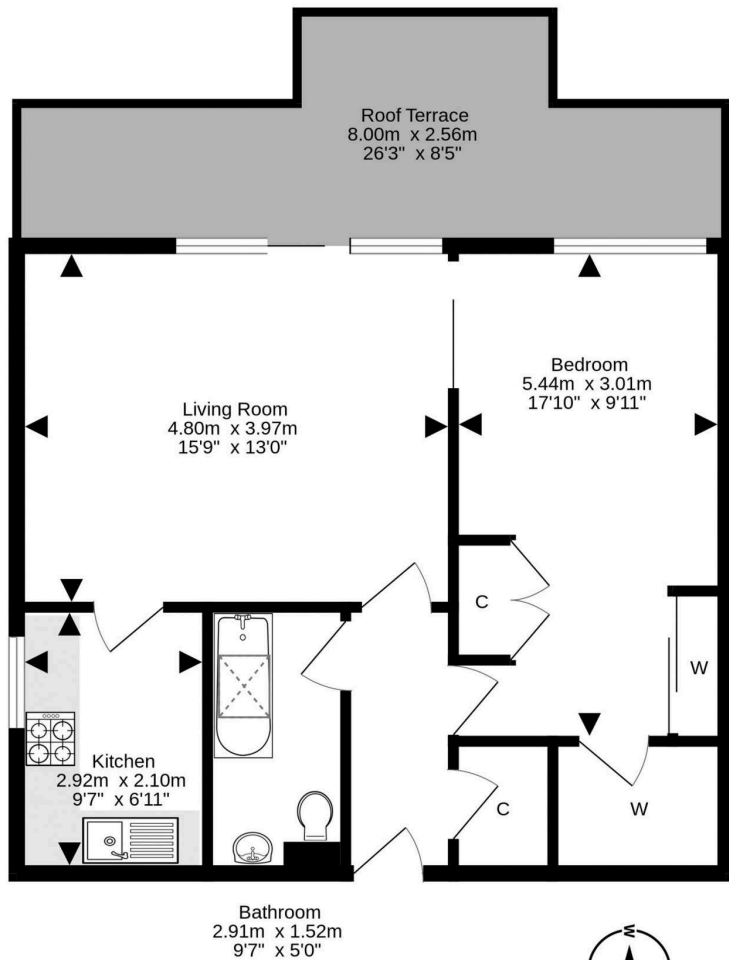 Roof Terrace
8.00m x 2.56m
26'3" x 8'5"
Living Room
4.80m x 3.97m
15'9" x 13'0"
Bedroom
5.44m x 3.01m
17'10" x 9'11"
C
W
Kitchen
2.92m x 2.10m
9'7" x 6'11"
C
W
Bathroom
2.91m x 1.52m
9'7" x 5'0"
W